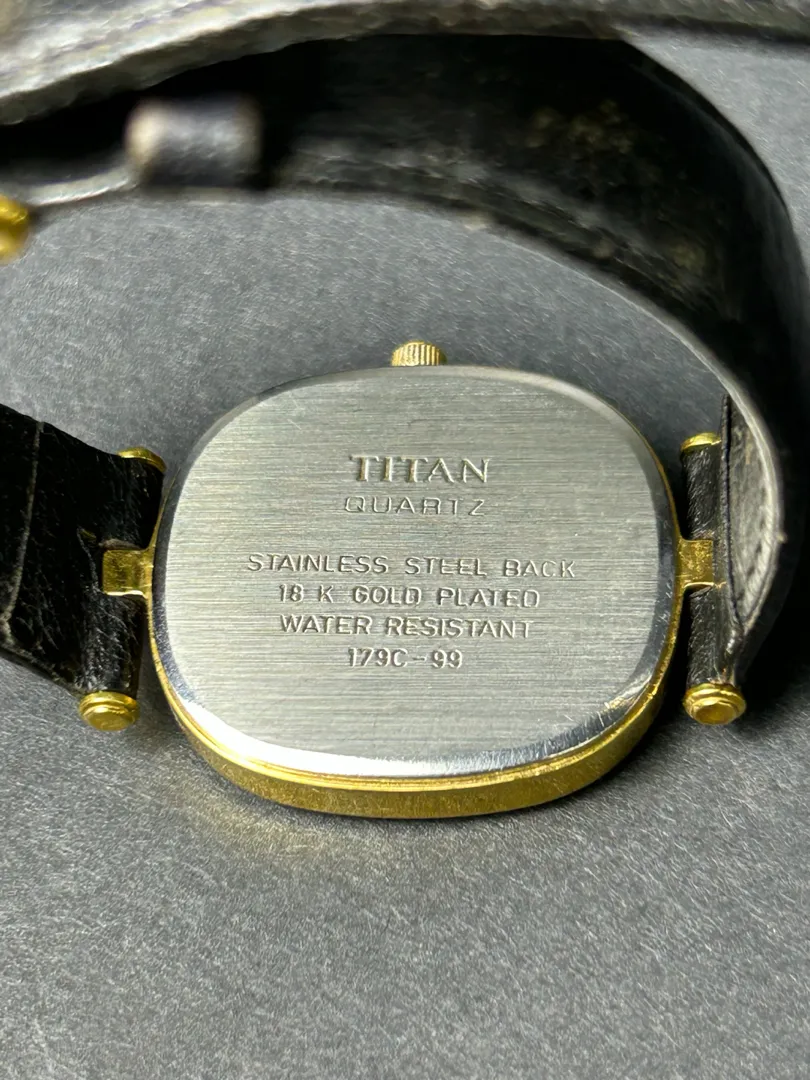 TITAN
QUARTZ
STAINLESS STEEL BACK
18 K GOLD PLATED
WATER RESISTANT
179C-99